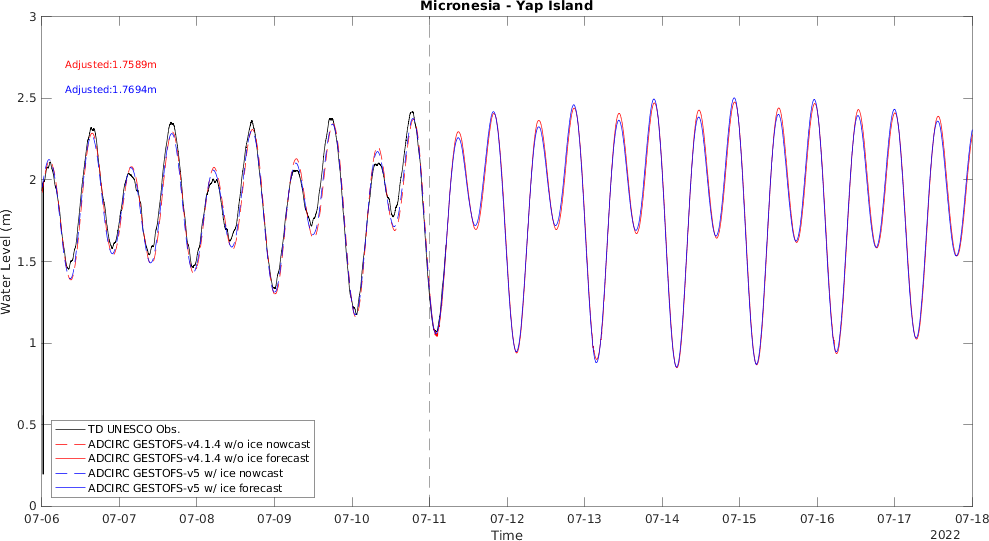 Micronesia - Yap Island
Adjusted:1.7589m
Adjusted:1.7694m
Water Level (m)
3
2.5
2
1.5
1
0.5
0
TD UNESCO Obs.
ADCIRC GESTOFS-v4.1.4 w/o ice nowcast
ADCIRC GESTOFS-v4.1.4 w/o ice forecast
ADCIRC GESTOFS-v5 w/ ice nowcast
ADCIRC GESTOFS-v5 w/ ice forecast
07-06 07-07 07-08 07-09 07-10 07-11 07-12 07-13 07-14 07-15 07-16 07-17 07-18
Time
2022